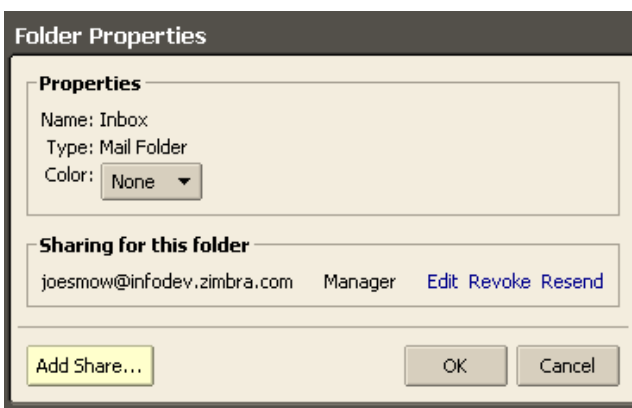 Folder Properties
Properties
Name: Inbox
Type: Mail Folder
Color: None
Sharing for this folder
joesmow@infodev.zimbra.com Manager Edit Revoke Resend
Add Share... OK Cancel